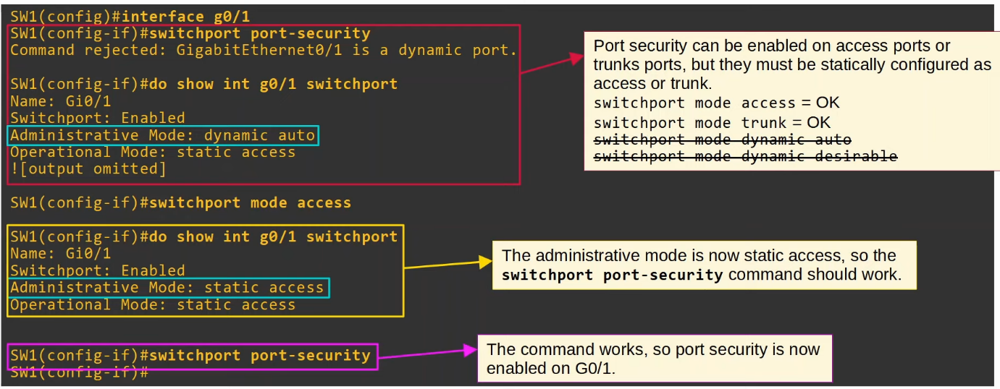 SW1(config)#interface g0/1
SW1(config-if)#switchport port-security
Command rejected: GigabitEthernet0/1 is a dynamic port.
SW1(config-if)#do show int g0/1 switchport
Name: Gi0/1
Switchport: Enabled
Administrative Mode: dynamic auto
Operational Mode: static access
![output omitted]
Port security can be enabled on access ports or
trunks ports, but they must be statically configured as
access or trunk.
switchport mode access = OK
switchport mode trunk = OK
switchport mode dynamic auto
switchport mode dynamic desirable
SW1(config-if)#switchport mode access
SW1(config-if)#do show int g0/1 switchport
Name: Gi0/1
Switchport: Enabled
Administrative Mode: static access
Operational Mode: static access
The administrative mode is now static access, so the
switchport port-security command should work.
SW1(config-if)#switchport port-security
SW1(config-if)#
The command works, so port security is now
enabled on G0/1.